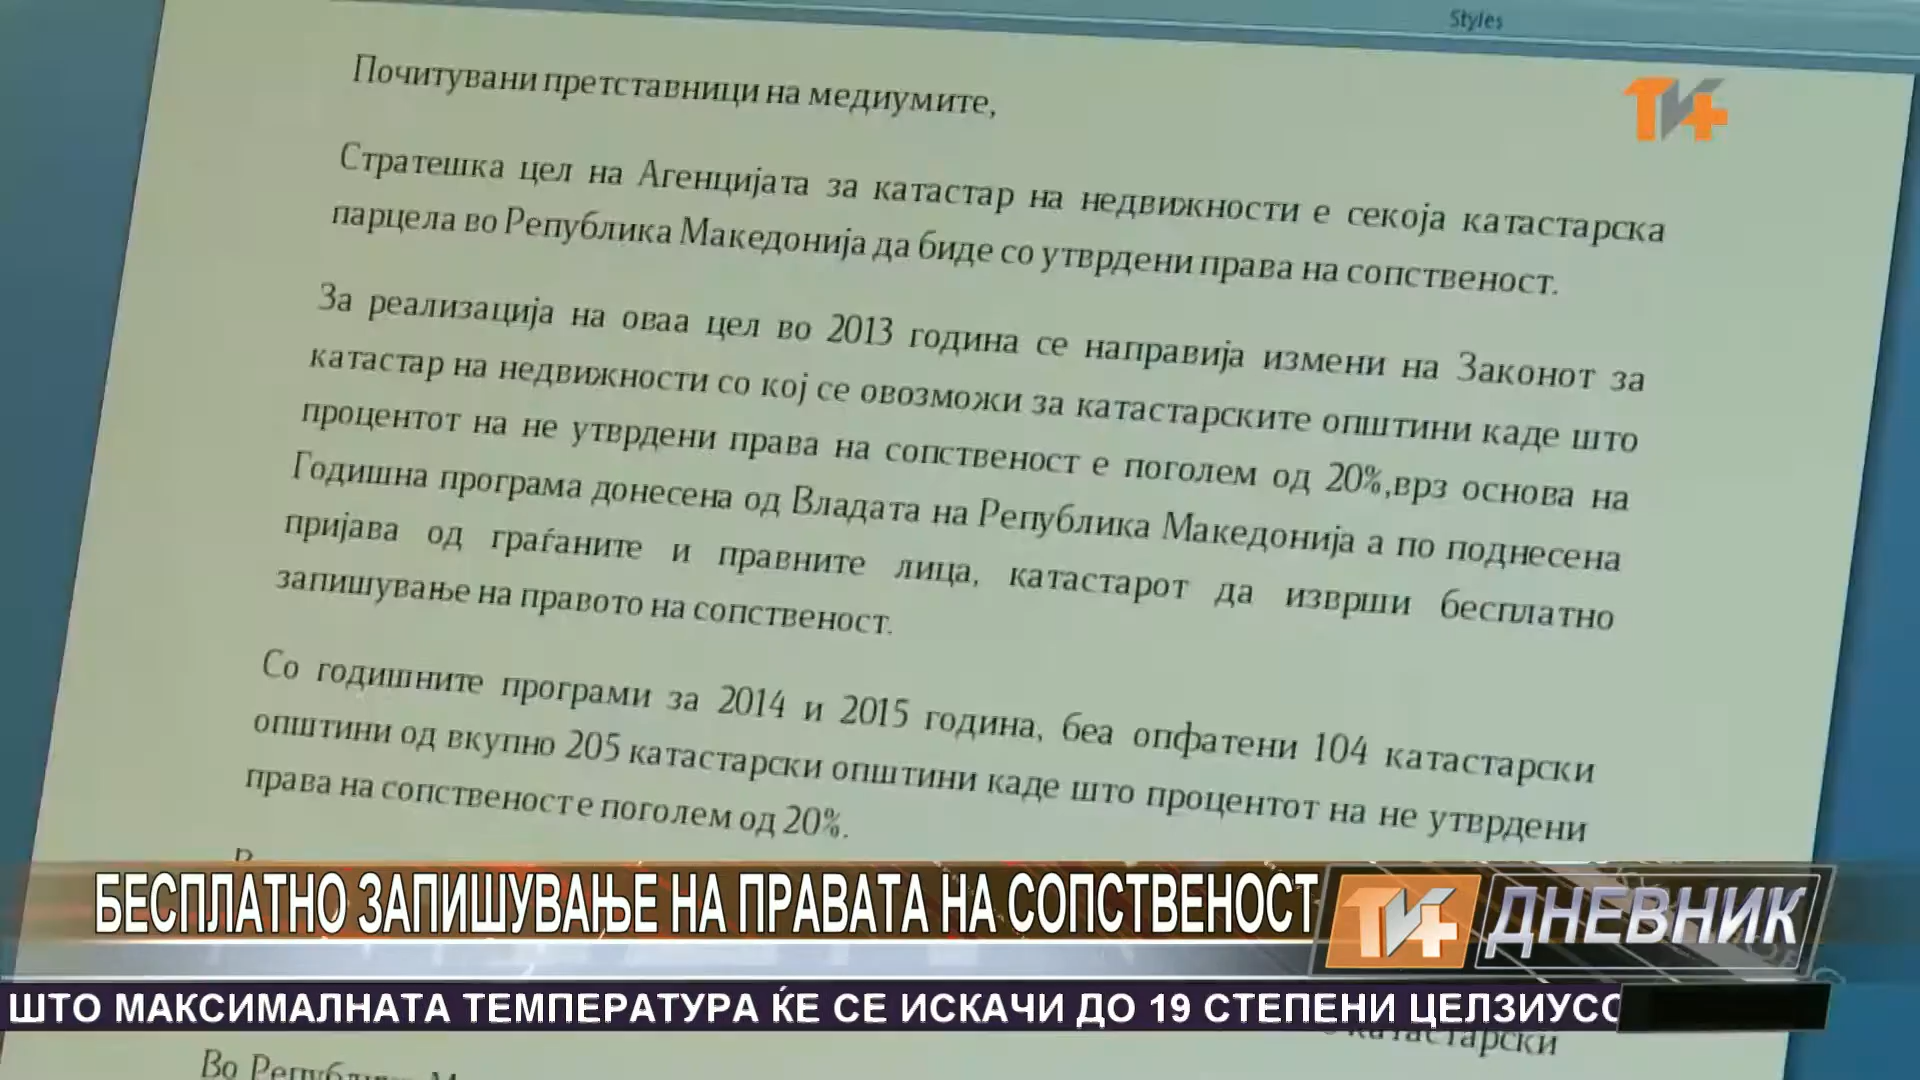 Styles
Почитувани претставници на медиумите,
Стратешка цел на Агенцијата за катастар на недвижности е секоја катастарска
парцела во Република Македонија да биде со утврдени права на сопственост.
За реализација на оваа цел во 2013 година се направија измени на Законот за
катастар на недвижности со кој се овозможи за катастарските општини каде што
процентот на не утврдени права на сопственост е поголем од 20%,врз основа на
Годишна програма донесена од Владата на Република Македонија а по поднесена
пријава од граѓаните и правните лица, катастарот да изврши бесплатно
запишување на правото на сопственост.
Со годишните програми за 2014 и 2015 година, беа опфатени 104 катастарски
општини од вкупно 205 катастарски општини каде што процентот на не утврдени
права на сопственост е поголем од 20%.
БЕСПЛАТНО ЗАПИШУВАЊЕ НА ПРАВАТА НА СОПСТВЕНОСТ
ДНЕВНИК
ШТО МАКСИМАЛНАТА ТЕМПЕРАТУРА ЌЕ СЕ ИСКАЧИ ДО 19 СТЕПЕНИ
катастарски
Во